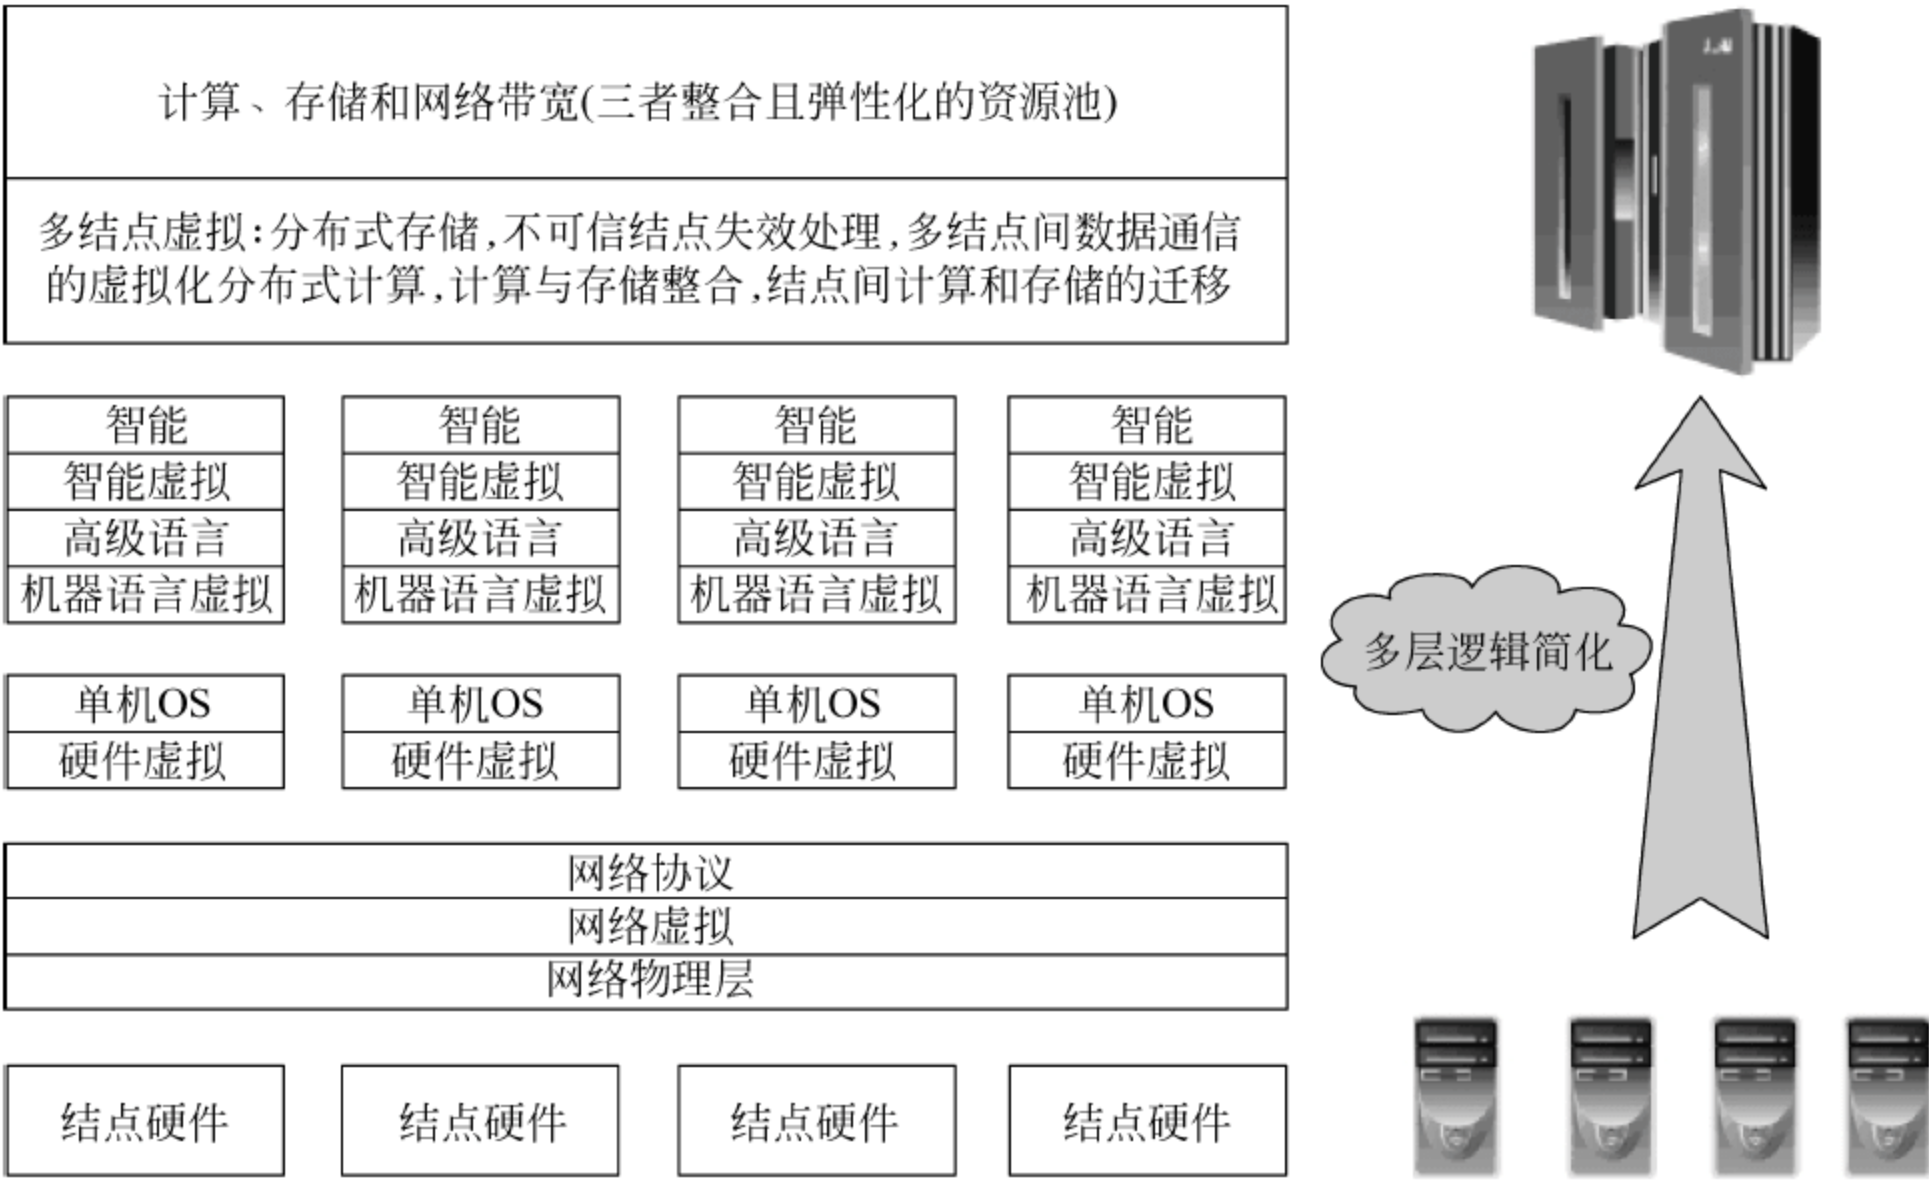 计算、存储和网络带宽(三者整合且弹性化的资源池)
多结点虚拟:分布式存储,不可信结点失效处理,多结点间数据通信
的虚拟化分布式计算,计算与存储整合,结点间计算和存储的迁移
智能 智能 智能 智能
智能虚拟 智能虚拟 智能虚拟 智能虚拟
高级语言 高级语言 高级语言 高级语言
机器语言虚拟 机器语言虚拟 机器语言虚拟 机器语言虚拟
多层逻辑简化
单机OS 单机OS 单机OS 单机OS
硬件虚拟 硬件虚拟 硬件虚拟 硬件虚拟
网络协议
网络虚拟
网络物理层
结点硬件 结点硬件 结点硬件 结点硬件